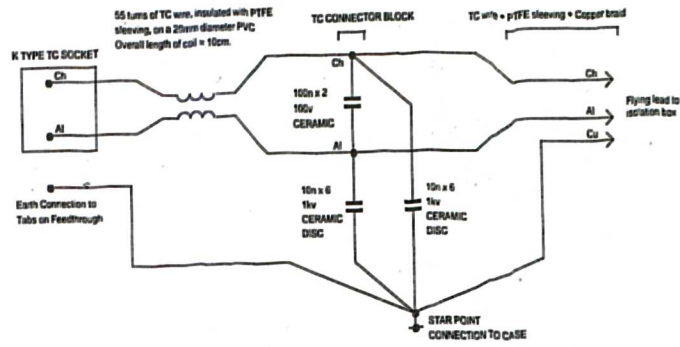 55 turns of TC wire, insulated with PTFE
sleeving, on a 20mm diameter PVC
Overall length of coil = 10cm.
TC CONNECTOR BLOCK
TC wire + pTFE sleeving + Copper braid
K TYPE TC SOCKET
Ch
Al
Ch
100n x 2
100v
CERAMIC
Al
Ch
Al
Cu
Flying lead to
isolation box
Earth Connection to
Tabs on Feedthrough
10n x 6
1kv
CERAMIC
DISC
10n x 6
1kv
CERAMIC
DISC
STAR POINT
CONNECTION TO CASE